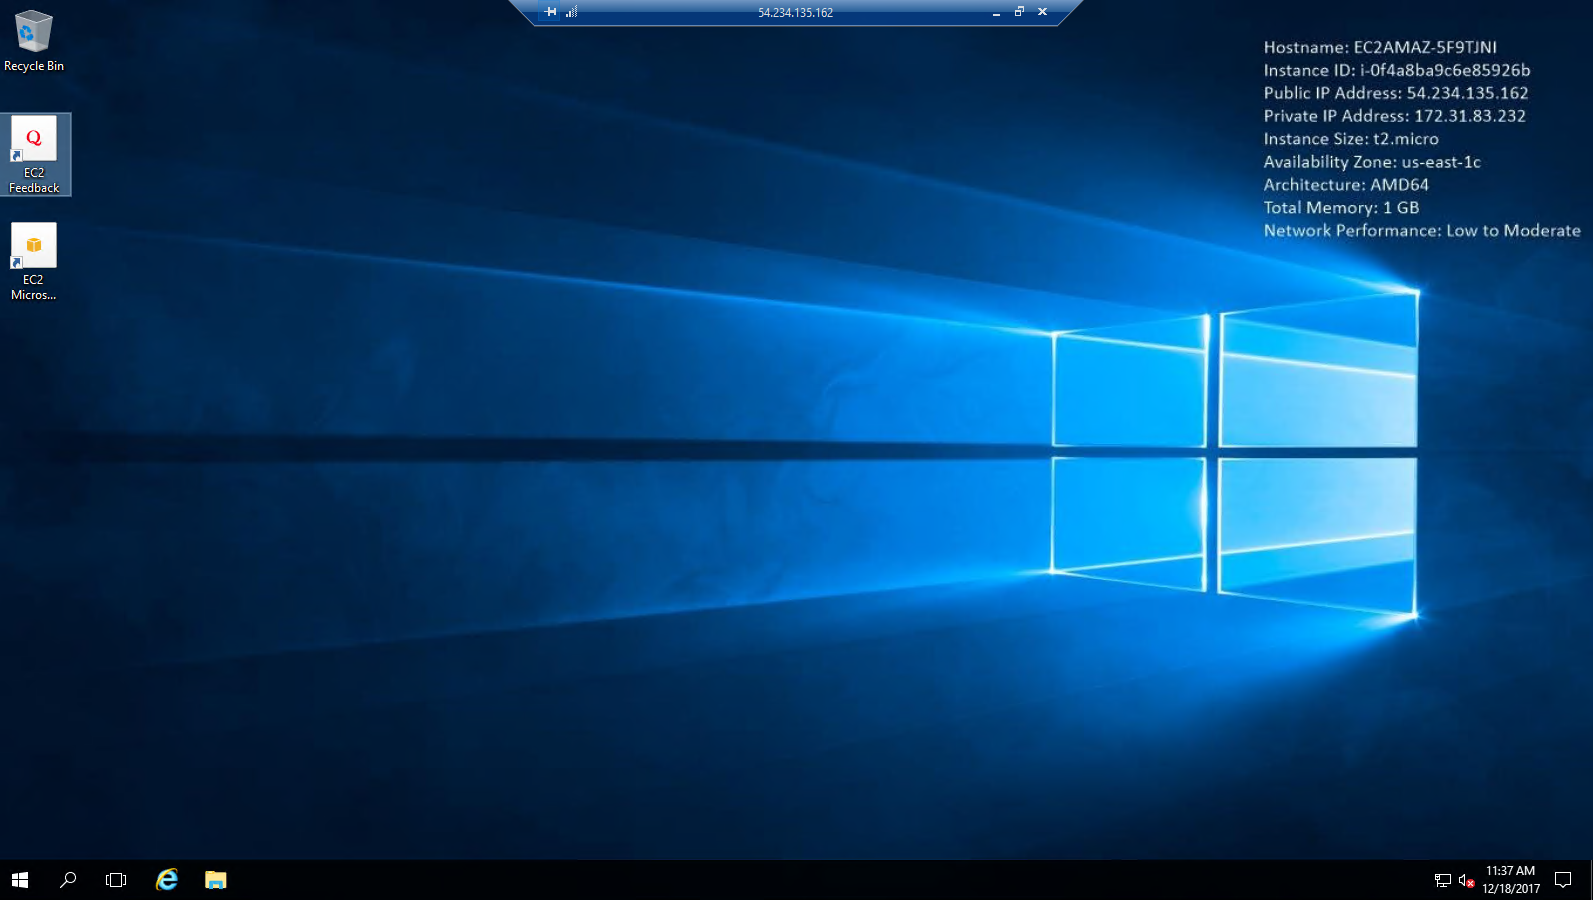 54.234.135.162
Recycle Bin
Q
EC2
Feedback
EC2
Micros...
Hostname: EC2AMAZ-5F9TJNI
Instance ID: i-0f4a8ba9c6e85926b
Public IP Address: 54.234.135.162
Private IP Address: 172.31.83.232
Instance Size: t2.micro
Availability Zone: us-east-1c
Architecture: AMD64
Total Memory: 1 GB
Network Performance: Low to Moderate
11:37 AM
12/18/2017